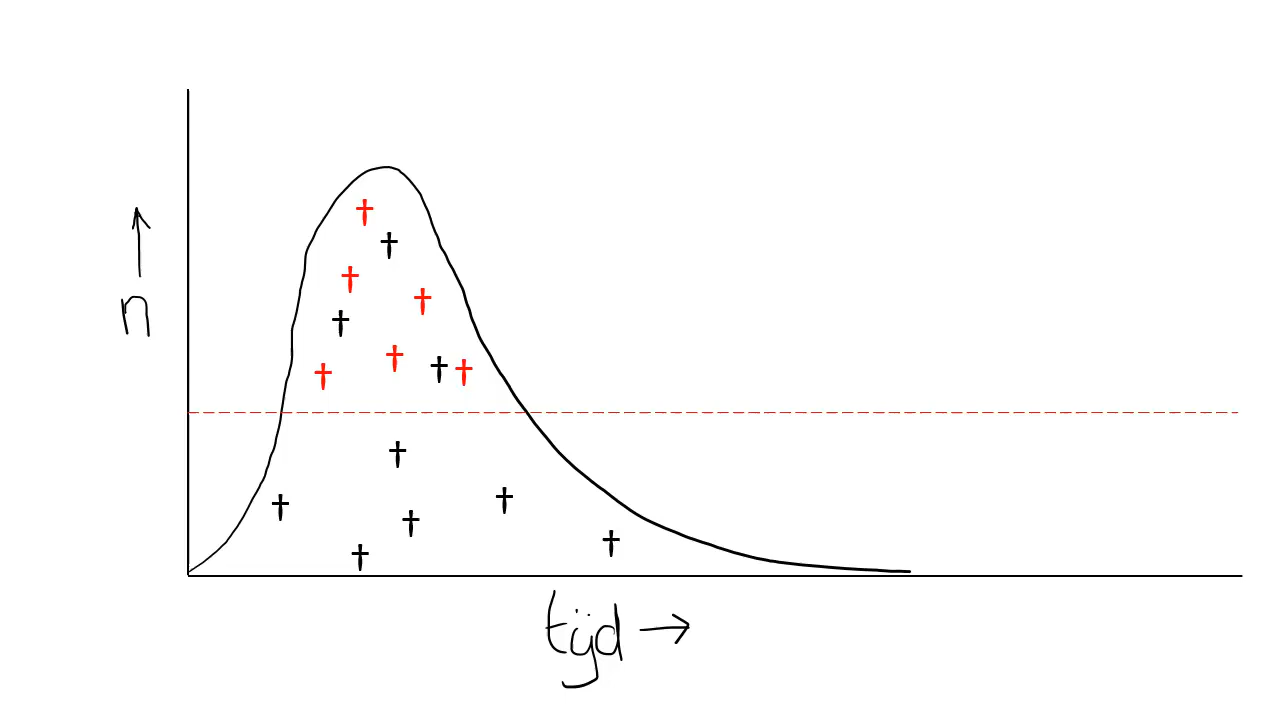 n →
tijd →